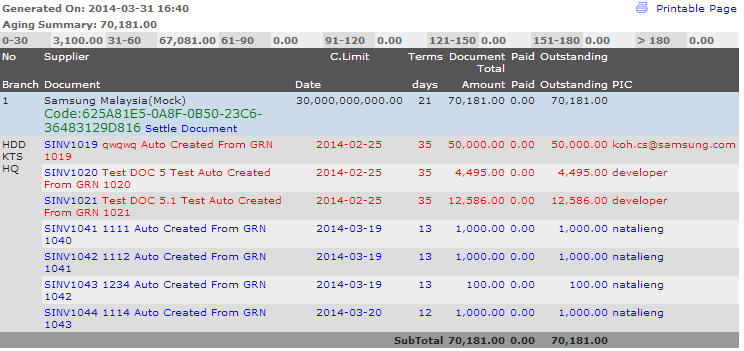 Generated On: 2014-03-31 16:40 Printable Page
Aging Summary: 70,181.00
0-30 3,100.00 31-60 67,081.00 61-90 0.00 91-120 0.00 121-150 0.00 151-180 0.00 > 180 0.00
No Supplier C.Limit Terms Document Paid Outstanding
Total
Branch Document Date days Amount Paid Outstanding PIC
1 Samsung Malaysia(Mock) 30,000,000,000.00 21 70,181.00 0.00 70,181.00
Code:625A81E5-0A8F-0B50-23C6-
36483129D816 Settle Document
HDD SINV1019 qwqwq Auto Created From GRN 2014-02-25 35 50,000.00 0.00 50,000.00 koh.cs@samsung.com
KTS 1019
HQ SINV1020 Test DOC 5 Test Auto Created 2014-02-25 35 4,495.00 0.00 4,495.00 developer
From GRN 1020
SINV1021 Test DOC 5.1 Test Auto Created 2014-02-25 35 12,586.00 0.00 12,586.00 developer
From GRN 1021
SINV1041 1111 Auto Created From GRN 2014-03-19 13 1,000.00 0.00 1,000.00 natalieng
1040
SINV1042 1112 Auto Created From GRN 2014-03-19 13 1,000.00 0.00 1,000.00 natalieng
1041
SINV1043 1234 Auto Created From GRN 2014-03-19 13 100.00 0.00 100.00 natalieng
1042
SINV1044 1114 Auto Created From GRN 2014-03-20 12 1,000.00 0.00 1,000.00 natalieng
1043
SubTotal 70,181.00 0.00 70,181.00